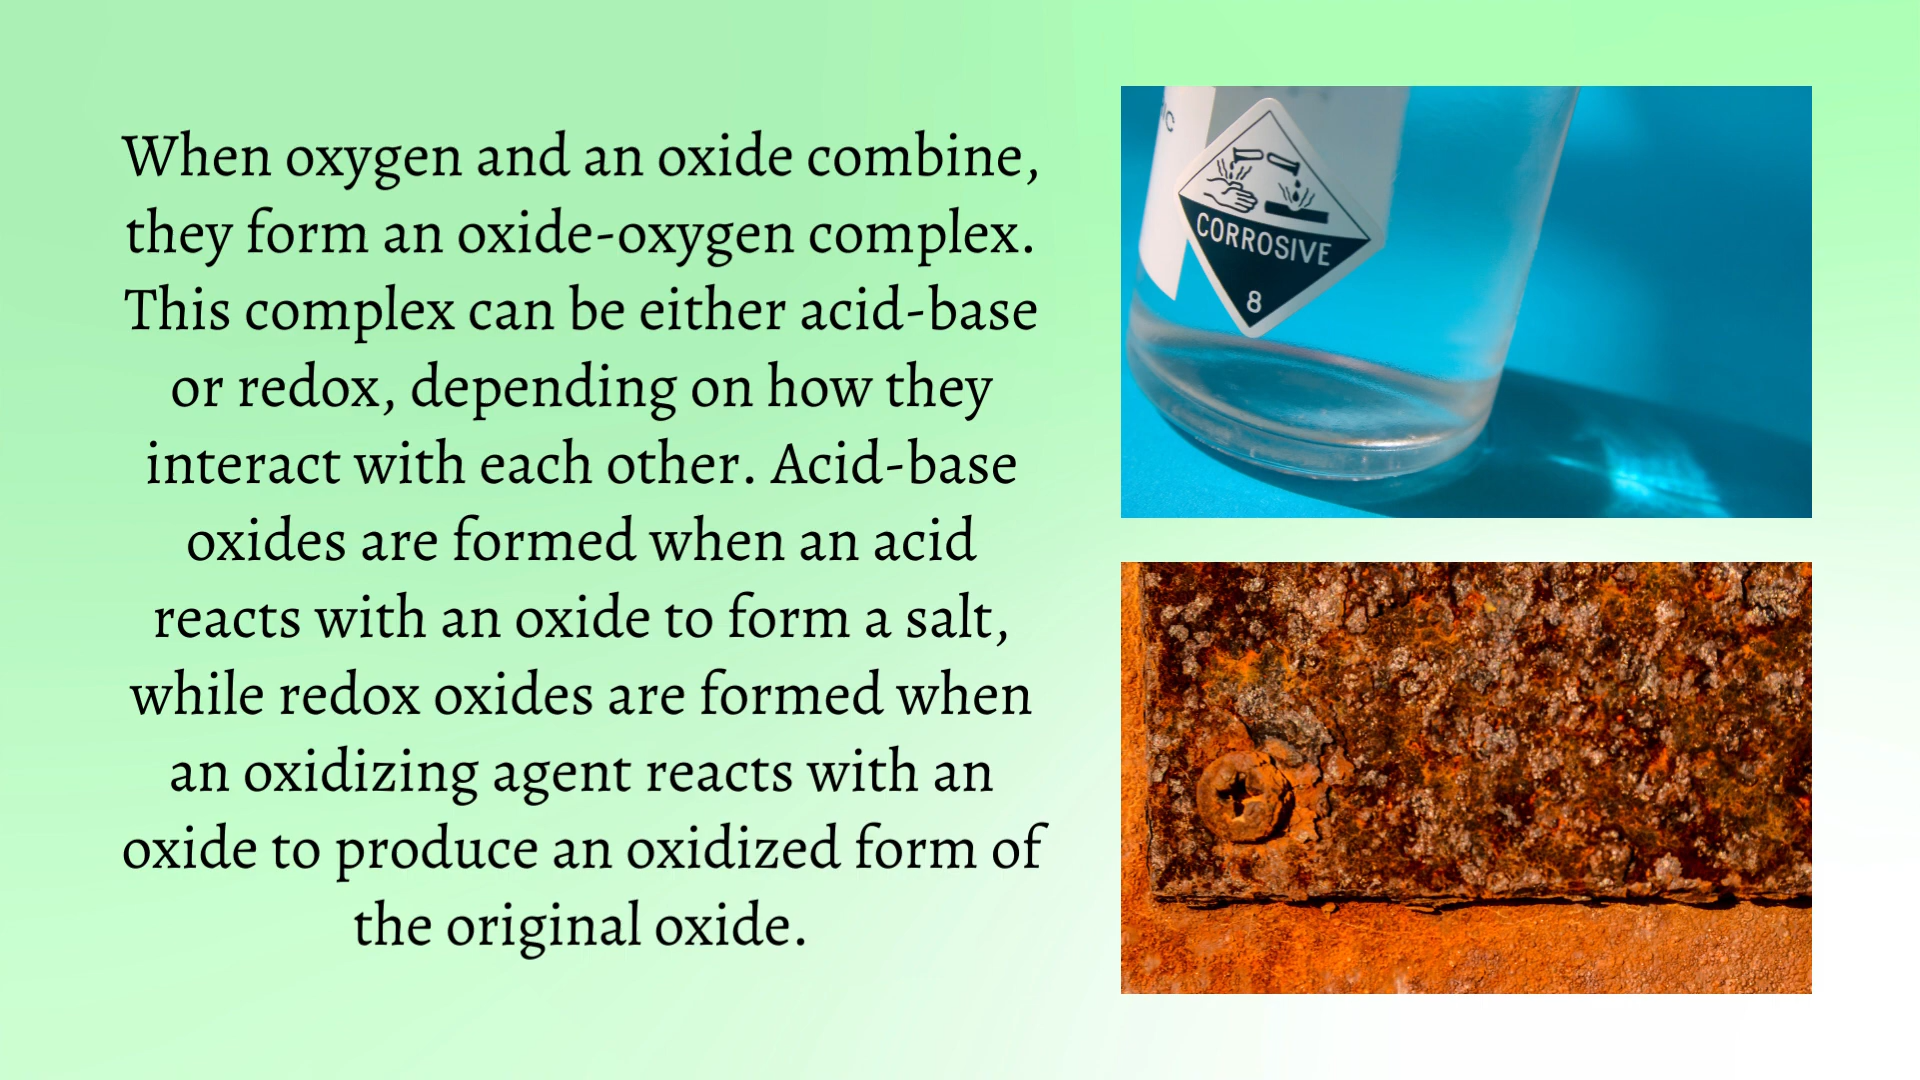 When oxygen and an oxide combine,
they form an oxide-oxygen complex.
This complex can be either acid-base
or redox, depending on how they
interact with each other. Acid-base
oxides are formed when an acid
reacts with an oxide to form a salt,
while redox oxides are formed when
an oxidizing agent reacts with an
oxide to produce an oxidized form of
the original oxide.
CORROSIVE
8